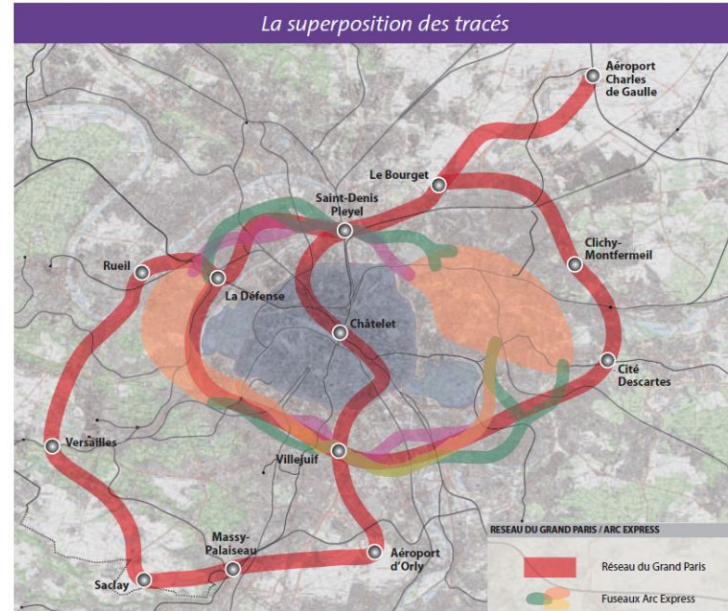 La superposition des tracés
Aéroport
Charles
de Gaulle
Le Bourget
Saint-Denis
Pleyel
Clichy-
Montfermeil
Rueil
La Défense
Châtelet
Cité
Descartes
Versailles
Villejuif
Massy-
Palaiseau
Aéroport
d'Orly
Saclay
RESEAU DU GRAND PARIS / ARC EXPRESS
Réseau du Grand Paris
Fuseaux Arc Express